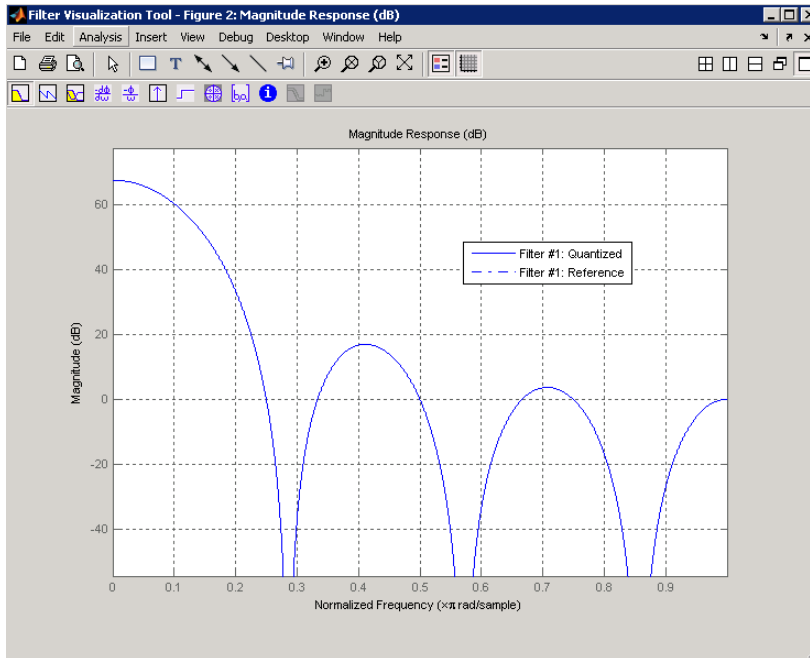 Filter Visualization Tool - Figure 2: Magnitude Response (dB)
File Edit Analysis Insert View Debug Desktop Window Help
Magnitude Response (dB)
60
40
20
0
-20
-40
Magnitude (dB)
Filter #1: Quantized
Filter #1: Reference
0 0.1 0.2 0.3 0.4 0.5 0.6 0.7 0.8 0.9
Normalized Frequency (×π rad/sample)